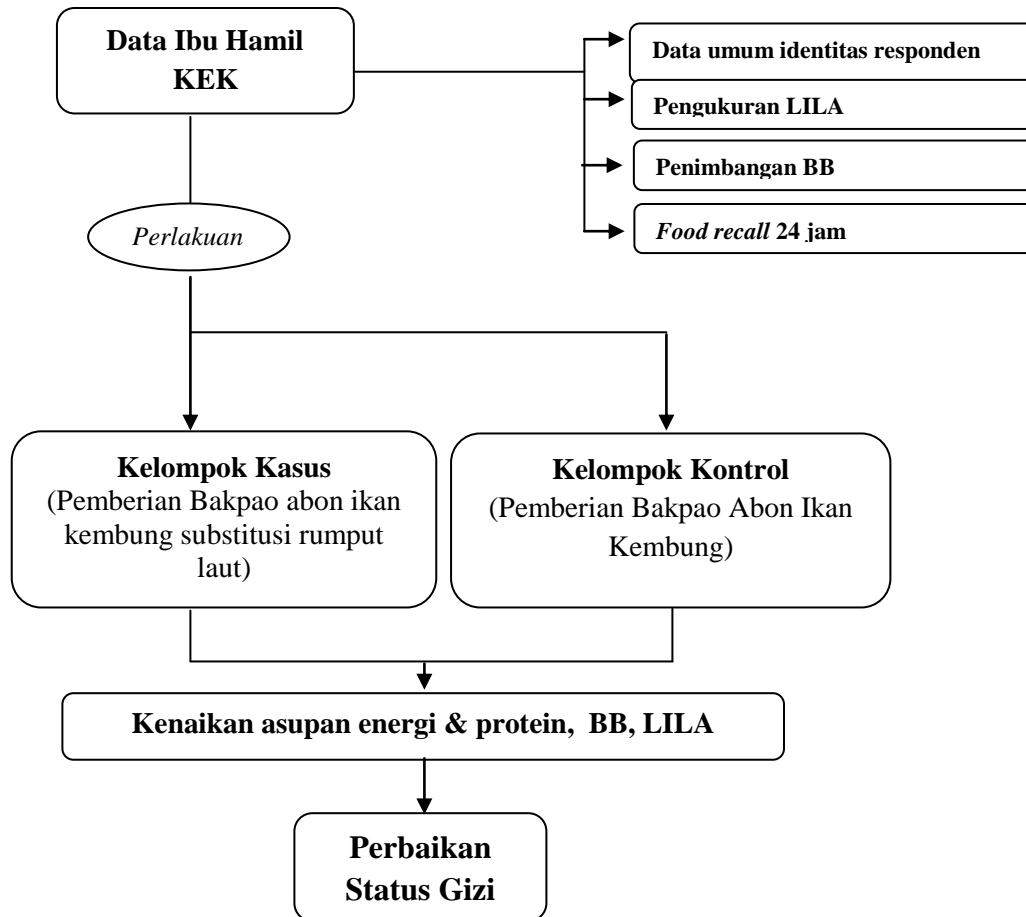 Data Ibu Hamil
KEK
Data umum identitas responden
Pengukuran LILA
Penimbangan BB
Food recall 24 jam
Perlakuan
Kelompok Kasus
(Pemberian Bakpao abon ikan
kembung substitusi rumput
laut)
Kelompok Kontrol
(Pemberian Bakpao Abon Ikan
Kembung)
Kenaikan asupan energi & protein, BB, LILA
Perbaikan
Status Gizi